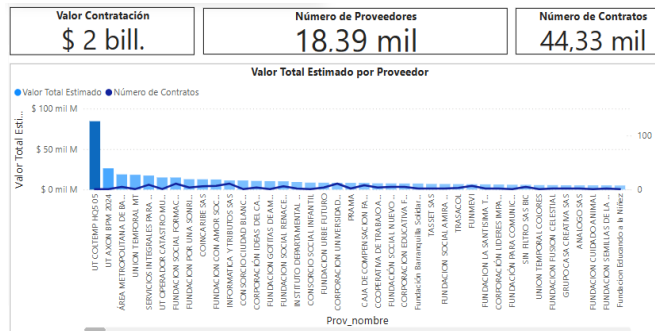 Valor Contratación
$ 2 bill.
Número de Proveedores
18.39 mil
Número de Contratos
44,33 mil
Valor Total Estimado por Proveedor
Valor Total Estimado
Número de Contratos
Valor Total Esti...
$ 100 mil M
$ 50 mil M
$ 0 mil M
100
0
UT COLTEMP HGS 05
UT AXON BPM 2024
ÁREA METROPOLITANA DE BA...
UNION TEMPORAL MT
SERVICIOS INTEGRALES PARA ...
UT OPERADOR CATASTRO MU...
FUNDACION SOCIAL FORMAC...
FUNDACION POR UNA SONRI...
COINCARIBE SAS
FUNDACION CON AMOR SOC...
INFORMATICA Y TRIBUTOS SAS
CONSORCIO CIUDAD BLANC...
CORPORACIÓN IDEAS DEL CA...
FUNDACION GOTITAS DE AM...
FUNDACION SOCIAL RENACE...
INSTITUTO DEPARTAMENTAL ...
CONSORCIO SOCIAL INFANTIL
FUNDACION URBE FUTURO
CORPORACION UNIVERSIDAD...
PRAMA
CAJA DE COMPENSACION PA...
COOPERATIVA DE TRABAJO A...
FUNDACIÓN SOCIAL NUEVO ...
CORPORACION EDUCATIVA F...
Fundación Barranquilla Solidar...
TASSET SAS
FUNDACION SOCIAL AMIRA ...
TRASACOL
FUNMEVI
FUNDACION LA SANTISIMA T...
CORPORACIÓN LIDERES IMPA...
FUNDACIÓN PARA COMUNIC...
SIN FILTRO SAS BIC
UNION TEMPORAL COLORES
FUNDACION FUSION CELESTIAL
GRUPO CASA CREATIVA SAS
ANÁLOGO SAS
FUNDACION CUIDADO ANIMAL
FUNDACION SEMILLAS DE LA ...
Fundacion Educando a la Niñez
Prov_nombre